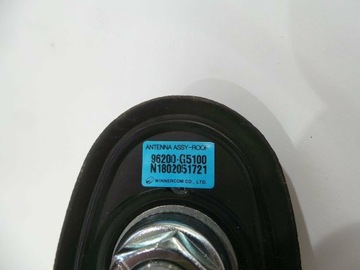 ANTENNA ASSY-ROOF
96200-G5100
N1802051721
WINNERCOM CO., LTD